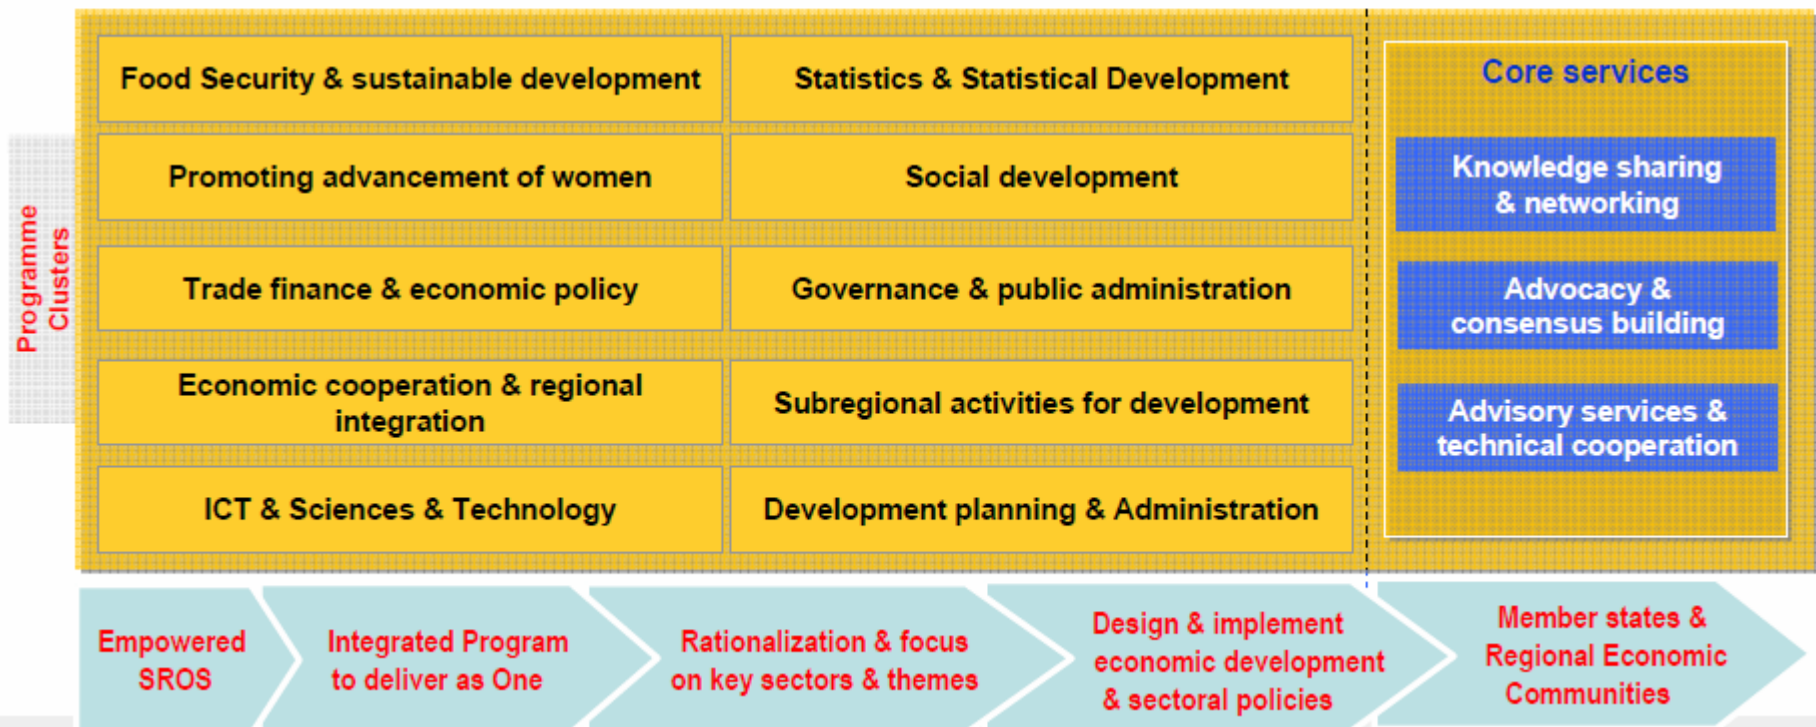 Programme
Clusters
Food Security & sustainable development
Statistics & Statistical Development
Promoting advancement of women
Social development
Trade finance & economic policy
Governance & public administration
Economic cooperation & regional
integration
Subregional activities for development
ICT & Sciences & Technology
Development planning & Administration
Core services
Knowledge sharing
& networking
Advocacy &
consensus building
Advisory services &
technical cooperation
Empowered
SROS
Integrated Program
to deliver as One
Rationalization & focus
on key sectors & themes
Design & implement
economic development
& sectoral policies
Member states &
Regional Economic
Communities